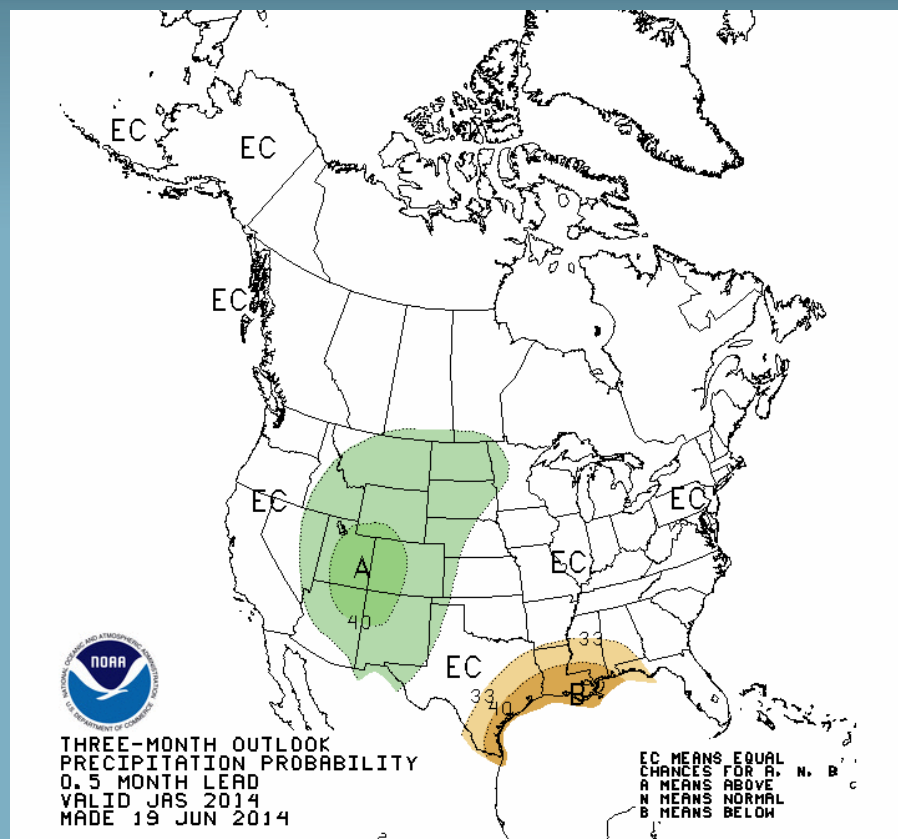 EC
EC
EC
EC
EC
A
EC
40
33
EC
33
B
40
NATIONAL OCEANIC AND ATMOSPHERIC ADMINISTRATION
NOAA
U.S. DEPARTMENT OF COMMERCE
THREE-MONTH OUTLOOK
PRECIPITATION PROBABILITY
0.5 MONTH LEAD
VALID JAS 2014
MADE 19 JUN 2014
EC MEANS EQUAL
CHANCES FOR A, N, B
A MEANS ABOVE
N MEANS NORMAL
B MEANS BELOW